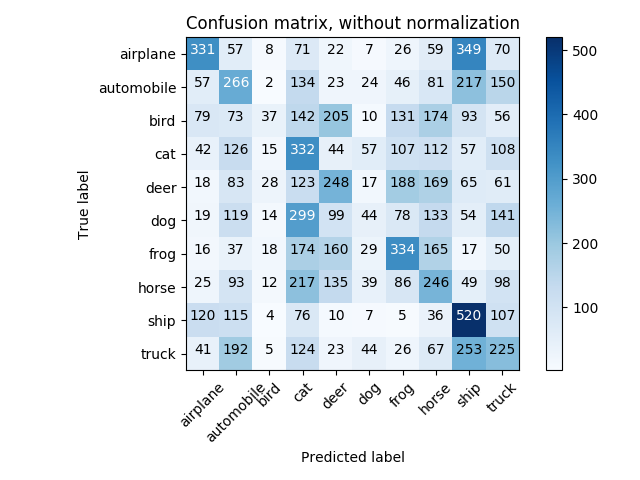 Confusion matrix, without normalization
airplane 331 57 8 71 22 7 26 59 349 70
automobile 57 266 2 134 23 24 46 81 217 150
bird 79 73 37 142 205 10 131 174 93 56
cat 42 126 15 332 44 57 107 112 57 108
deer 18 83 28 123 248 17 188 169 65 61
dog 19 119 14 299 99 44 78 133 54 141
frog 16 37 18 174 160 29 334 165 17 50
horse 25 93 12 217 135 39 86 246 49 98
ship 120 115 4 76 10 7 5 36 520 107
truck 41 192 5 124 23 44 26 67 253 225
airplane automobile bird cat deer dog frog horse ship truck
True label
Predicted label
500
400
300
200
100